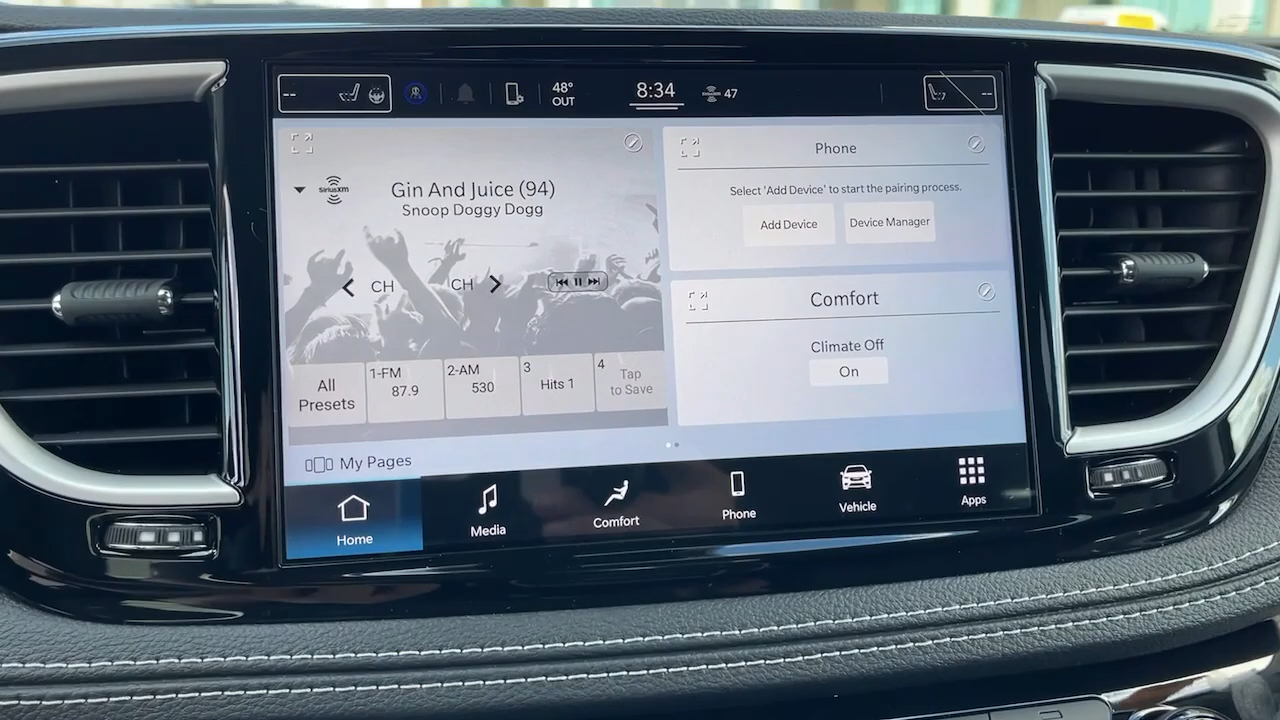 --
48°
OUT
8:34
SiriusXM 47
--
SiriusXM
Gin And Juice (94)
Snoop Doggy Dogg
CH
CH
All
Presets
1-FM
87.9
2-AM
530
3
Hits 1
4
Tap
to Save
Phone
Select 'Add Device' to start the pairing process.
Add Device
Device Manager
Comfort
Climate Off
On
My Pages
Home
Media
Comfort
Phone
Vehicle
Apps